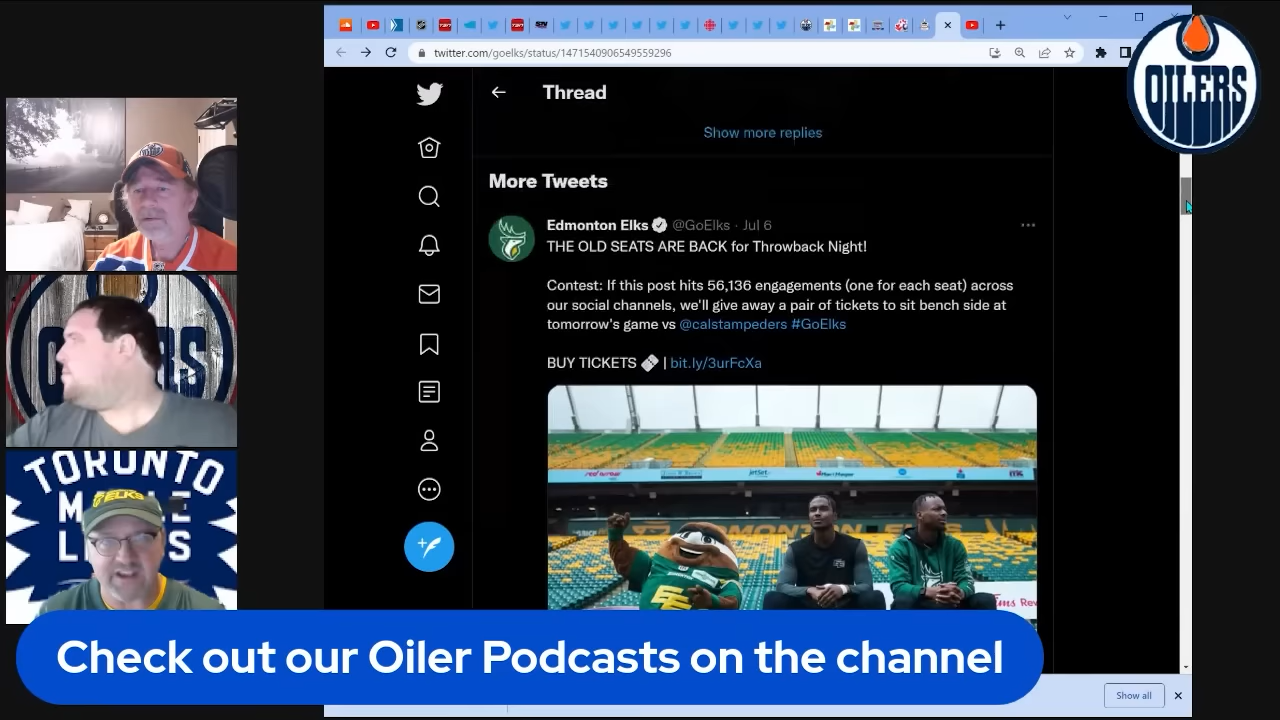 twitter.com/goelks/status/1471540906549559296
Thread
Show more replies
More Tweets
Edmonton Elks @GoElks · Jul 6
THE OLD SEATS ARE BACK for Throwback Night!
Contest: If this post hits 56,136 engagements (one for each seat) across
our social channels, we'll give away a pair of tickets to sit bench side at
tomorrow's game vs @calstampeders #GoElks
BUY TICKETS | bit.ly/3urFcXa
EDMONTON ELKS
OILERS
OILERS
TORONTO
ELKS
Check out our Oiler Podcasts on the channel
Show all